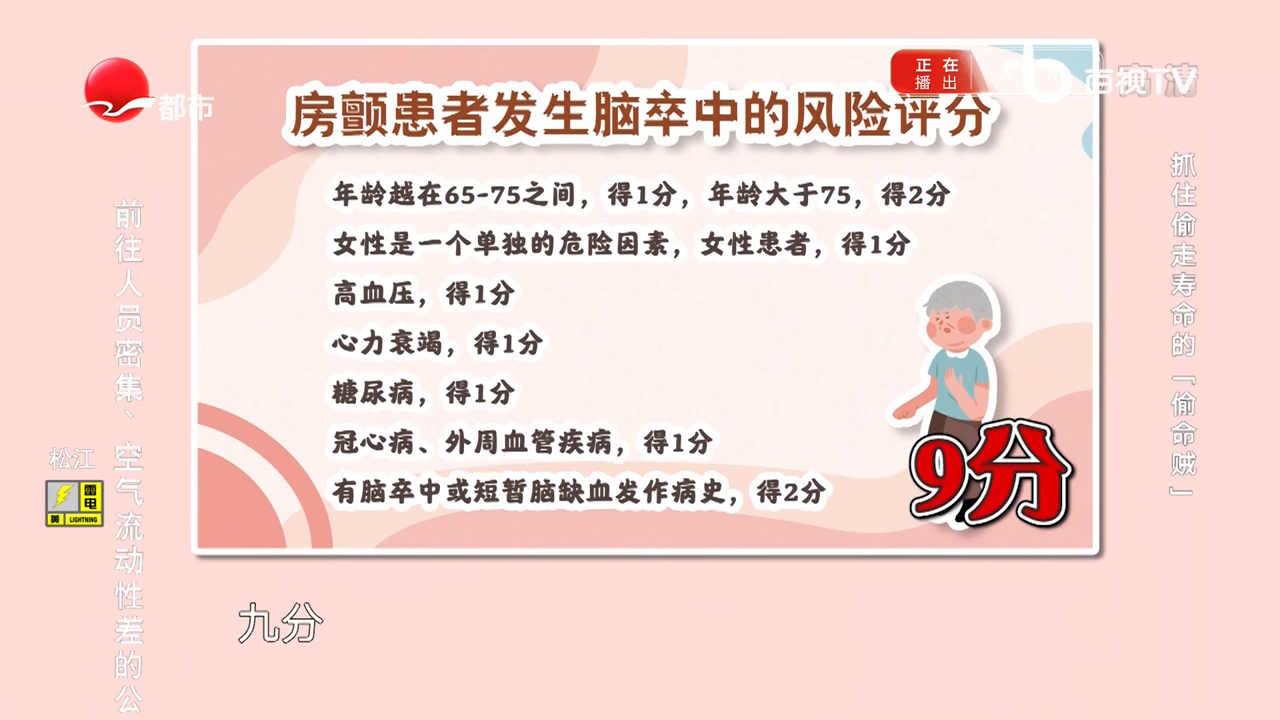 都市
正在
播出
百视TV
房颤患者发生脑卒中的风险评分
年龄越在65-75之间，得1分，年龄大于75，得2分
女性是一个单独的危险因素，女性患者，得1分
高血压，得1分
心力衰竭，得1分
糖尿病，得1分
冠心病、外周血管疾病，得1分
有脑卒中或短暂脑缺血发作病史，得2分
9分
抓住偷走寿命的「偷命贼」
前往人员密集、空气流动性差的公
松江
雷电
黄 LIGHTNING
九分